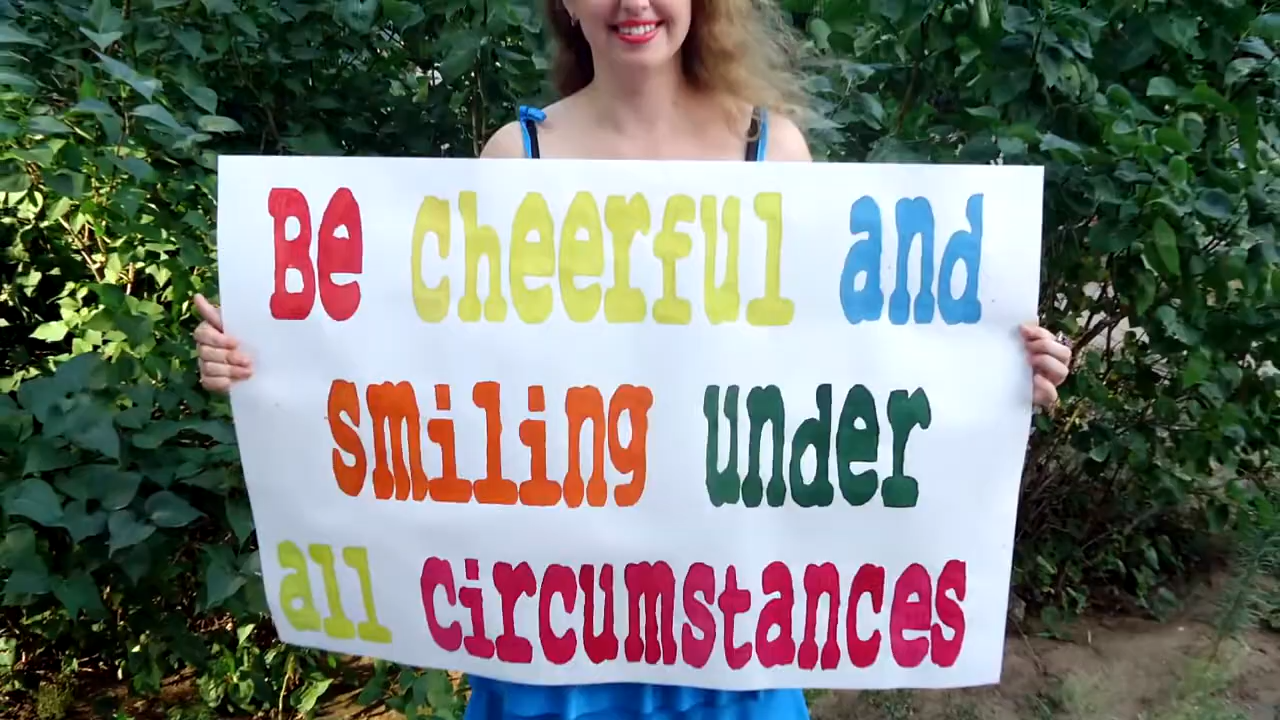 Be cheerful and
smiling under
all circumstances